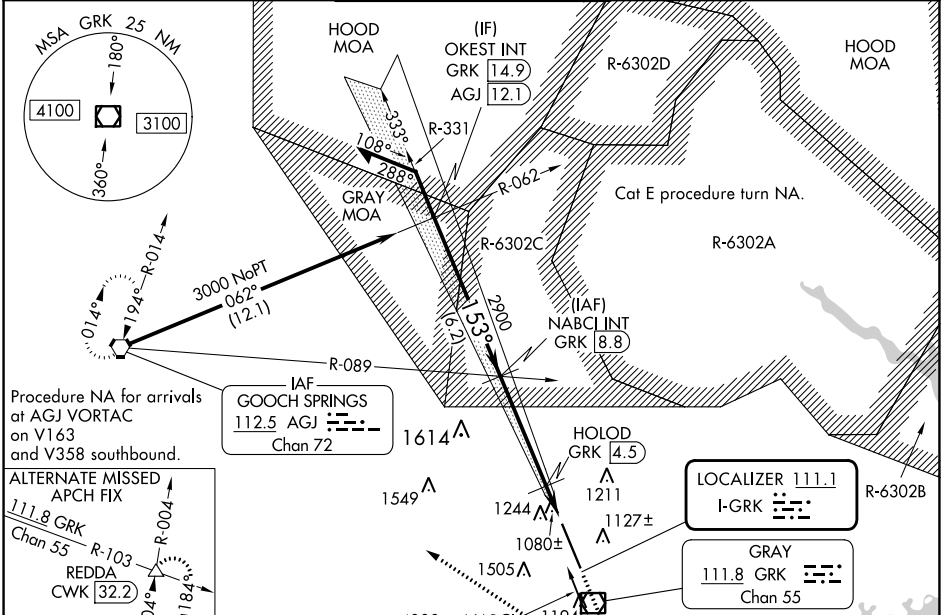 MSA GRK 25 NM
180°
4100
3100
360°
HOOD
MOA
(IF)
OKEST INT
GRK 14.9
AGJ 12.1
R-6302D
HOOD
MOA
333°
R-331
108°
288°
R-062
GRAY
MOA
Cat E procedure turn NA.
R-6302C
R-6302A
R-014
194°
014°
3000 NoPT
062°
(12.1)
2900
153°
(6.2)
(IAF)
NABCI INT
GRK 8.8
R-089
Procedure NA for arrivals
at AGJ VORTAC
on V163
and V358 southbound.
IAF
GOOCH SPRINGS
112.5 AGJ
Chan 72
1614
HOLOD
GRK 4.5
1549
1244
1211
1127±
1080±
1505
LOCALIZER 111.1
I-GRK
R-6302B
ALTERNATE MISSED
APCH FIX
111.8 GRK
Chan 55
R-103
R-004
REDDA
CWK 32.2
184°
GRAY
111.8 GRK
Chan 55